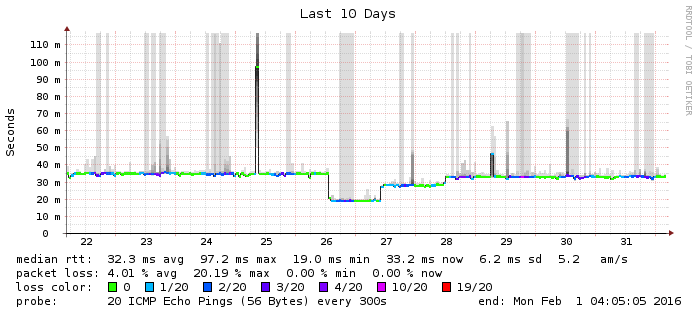 Last 10 Days
RRDTOOL / TOBI OETIKER
Seconds
110 m
100 m
90 m
80 m
70 m
60 m
50 m
40 m
30 m
20 m
10 m
0
22 23 24 25 26 27 28 29 30 31
median rtt: 32.3 ms avg 97.2 ms max 19.0 ms min 33.2 ms now 6.2 ms sd 5.2 am/s
packet loss: 4.01 % avg 20.19 % max 0.00 % min 0.00 % now
loss color: 0 1/20 2/20 3/20 4/20 10/20 19/20
probe: 20 ICMP Echo Pings (56 Bytes) every 300s end: Mon Feb 1 04:05:05 2016